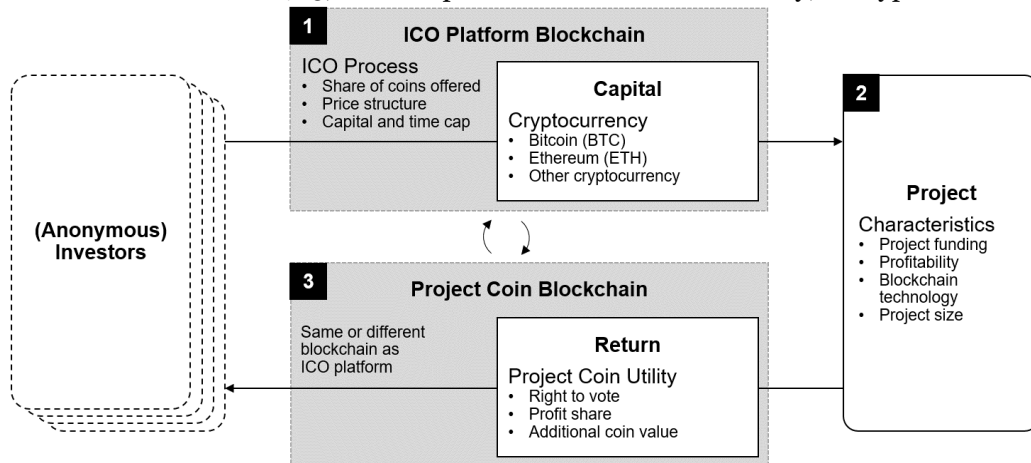 1
ICO Platform Blockchain
ICO Process
• Share of coins offered
• Price structure
• Capital and time cap
Capital
Cryptocurrency
• Bitcoin (BTC)
• Ethereum (ETH)
• Other cryptocurrency
(Anonymous)
Investors
2
Project
Characteristics
• Project funding
• Profitability
• Blockchain
technology
• Project size
3
Project Coin Blockchain
Same or different
blockchain as
ICO platform
Return
Project Coin Utility
• Right to vote
• Profit share
• Additional coin value